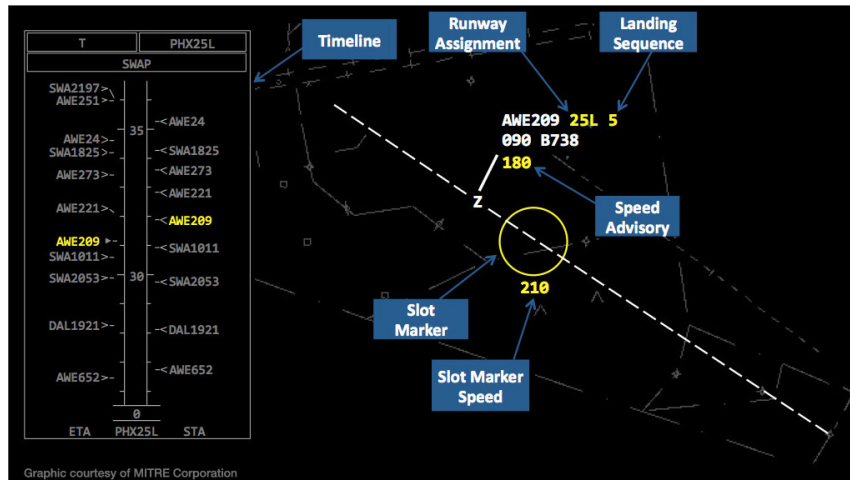 T PHX25L
SWAP
SWA2197
AWE251
AWE24
SWA1825
AWE273
AWE221
AWE209
SWA1011
SWA2053
DAL1921
AWE652
35
30
0
AWE24
SWA1825
AWE273
AWE221
AWE209
SWA1011
SWA2053
DAL1921
AWE652
ETA PHX25L STA
Timeline
Runway
Assignment
Landing
Sequence
AWE209 25L 5
090 B738
180
Z
Speed
Advisory
210
Slot
Marker
Slot Marker
Speed
Graphic courtesy of MITRE Corporation